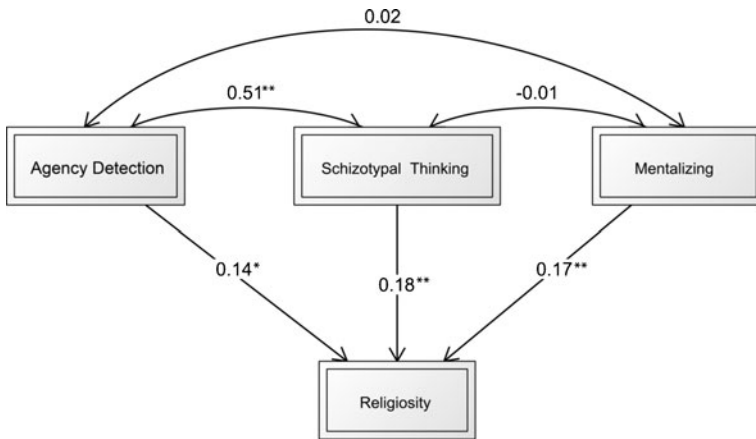 0.02
0.51**
-0.01
Agency Detection
Schizotypal Thinking
Mentalizing
0.14*
0.18**
0.17**
Religiosity